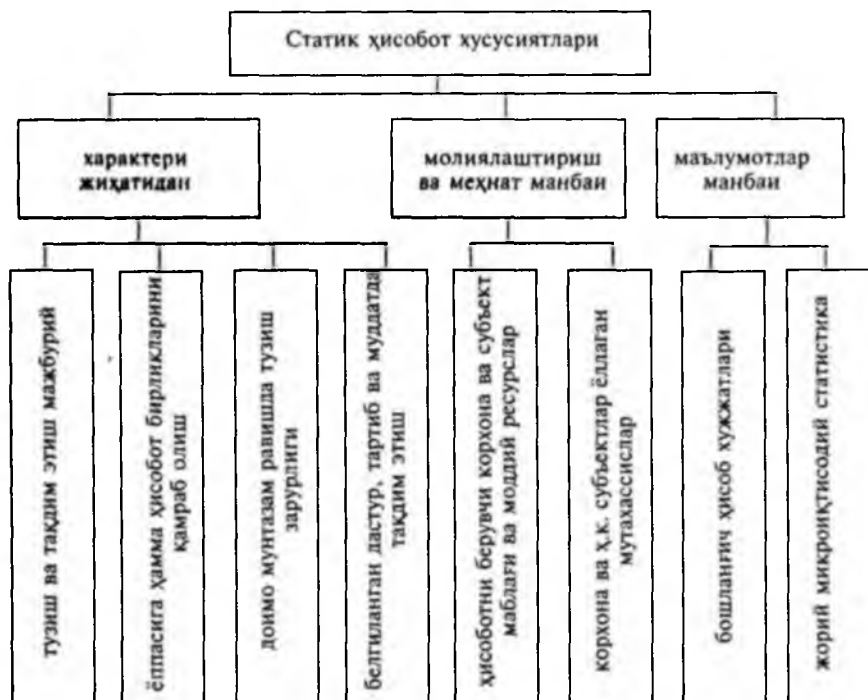 Статик ҳисобот хусусиятлари
характери
жиҳатидан
молиялаштириш
ва меҳнат манбаи
маълумотлар
манбаи
тузиш ва тақдим этиш мажбурий
ёппасига ҳамма ҳисобот бирликларини
қамраб олиш
доимо мунтазам равишда тузиш
зарурлиги
белгиланган дастур, тартиб ва муддатда
тақдим этиш
ҳисоботни берувчи корхона ва субъект
маблағи ва моддий ресурслар
корхона ва ҳ.к. субъектлар ёллаган
мутахассислар
бошланғич ҳисоб хужжатлари
жорий микроиқтисодий статистика